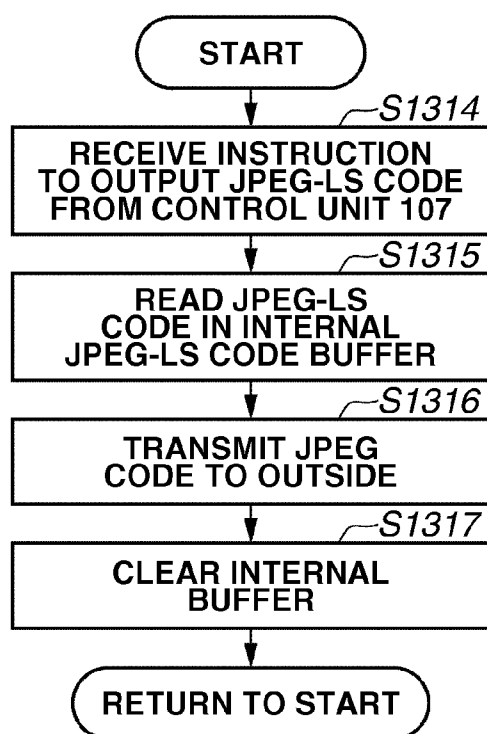 START
S1314
RECEIVE INSTRUCTION
TO OUTPUT JPEG-LS CODE
FROM CONTROL UNIT 107
S1315
READ JPEG-LS
CODE IN INTERNAL
JPEG-LS CODE BUFFER
S1316
TRANSMIT JPEG
CODE TO OUTSIDE
S1317
CLEAR INTERNAL
BUFFER
RETURN TO START